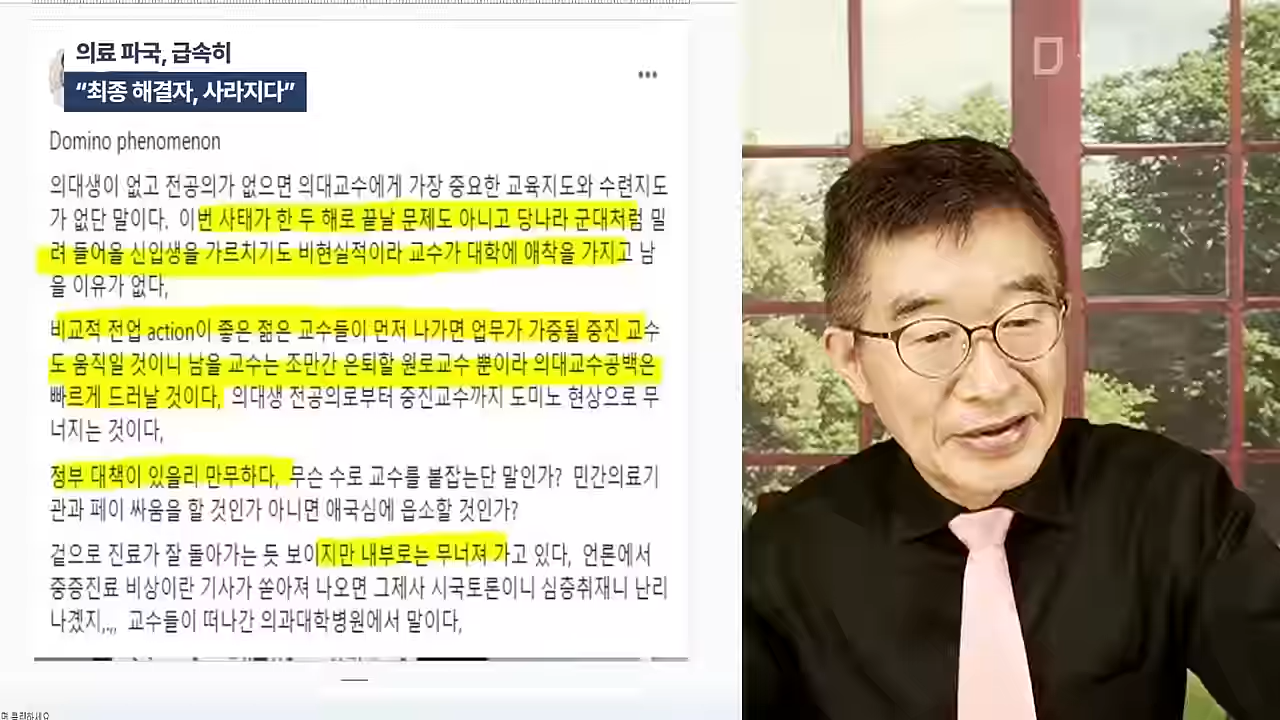 의료 파국, 급속히
“최종 해결자, 사라지다”
Domino phenomenon
의대생이 없고 전공의가 없으면 의대교수에게 가장 중요한 교육지도와 수련지도
가 없단 말이다. 이번 사태가 한 두 해로 끝날 문제도 아니고 당나라 군대처럼 밀
려 들어올 신입생을 가르치기도 비현실적이라 교수가 대학에 애착을 가지고 남
을 이유가 없다,
비교적 전업 action이 좋은 젊은 교수들이 먼저 나가면 업무가 가중될 중진 교수
도 움직일 것이니 남을 교수는 조만간 은퇴할 원로교수 뿐이라 의대교수공백은
빠르게 드러날 것이다, 의대생 전공의로부터 중진교수까지 도미노 현상으로 무
너지는 것이다,
정부 대책이 있을리 만무하다, 무슨 수로 교수를 붙잡는단 말인가? 민간의료기
관과 페이 싸움을 할 것인가 아니면 애국심에 읍소할 것인가?
겉으로 진료가 잘 돌아가는 듯 보이지만 내부로는 무너져 가고 있다, 언론에서
중증진료 비상이란 기사가 쏟아져 나오면 그제사 시국토론이니 심층취재니 난리
나겠지,.,, 교수들이 떠나간 의과대학병원에서 말이다,